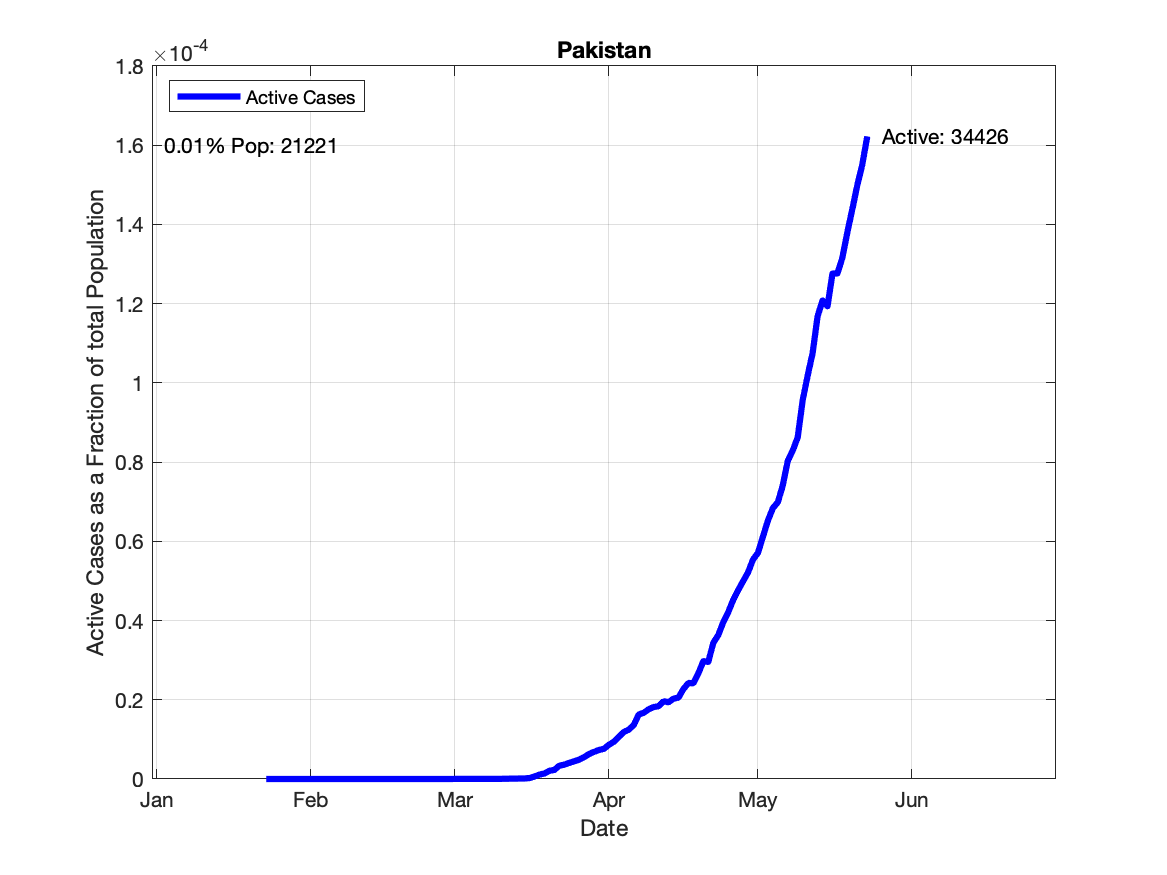 Pakistan
×10-4
1.8
1.6
1.4
1.2
1
0.8
0.6
0.4
0.2
0
Active Cases as a Fraction of total Population
Active Cases
0.01% Pop: 21221
Active: 34426
Jan Feb Mar Apr May Jun
Date